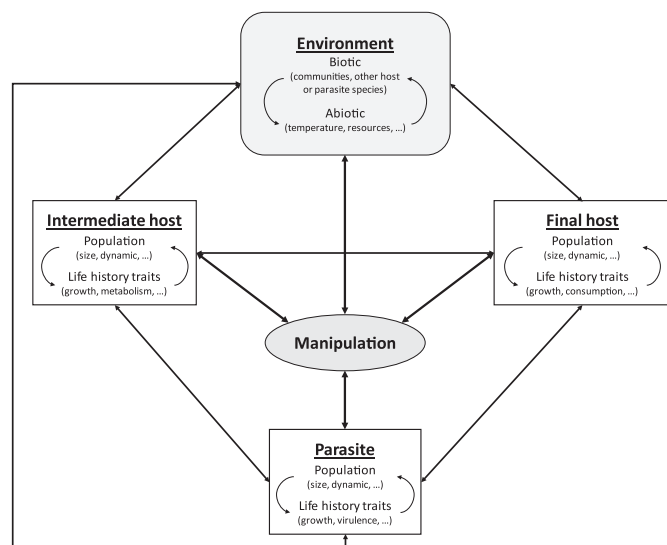 Environment
Biotic
(communities, other host
or parasite species)
Abiotic
(temperature, resources, ...)
Intermediate host
Population
(size, dynamic, ...)
Life history traits
(growth, metabolism, ...)
Final host
Population
(size, dynamic, ...)
Life history traits
(growth, consumption, ...)
Manipulation
Parasite
Population
(size, dynamic, ...)
Life history traits
(growth, virulence, ...)